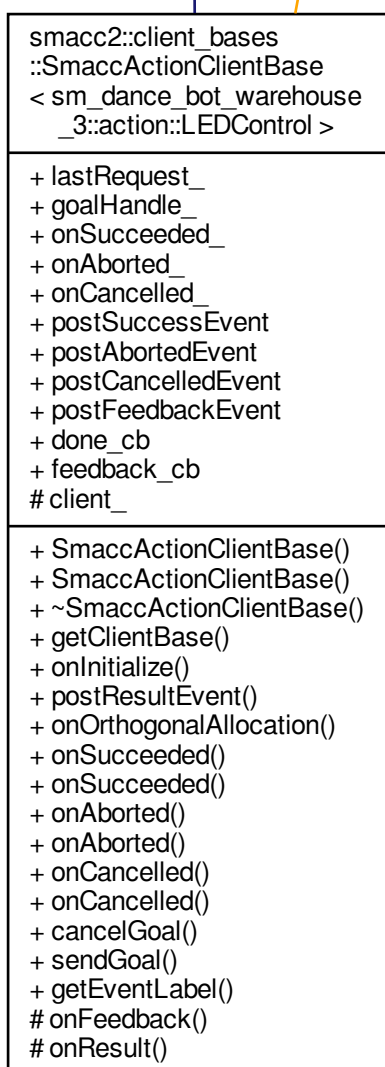 smacc2::client_bases
::SmaccActionClientBase
< sm_dance_bot_warehouse
_3::action::LEDControl >
+ lastRequest_
+ goalHandle_
+ onSucceeded_
+ onAborted_
+ onCancelled_
+ postSuccessEvent
+ postAbortedEvent
+ postCancelledEvent
+ postFeedbackEvent
+ done_cb
+ feedback_cb
# client_
+ SmaccActionClientBase()
+ SmaccActionClientBase()
+ ~SmaccActionClientBase()
+ getClientBase()
+ onInitialize()
+ postResultEvent()
+ onOrthogonalAllocation()
+ onSucceeded()
+ onSucceeded()
+ onAborted()
+ onAborted()
+ onCancelled()
+ onCancelled()
+ cancelGoal()
+ sendGoal()
+ getEventLabel()
# onFeedback()
# onResult()